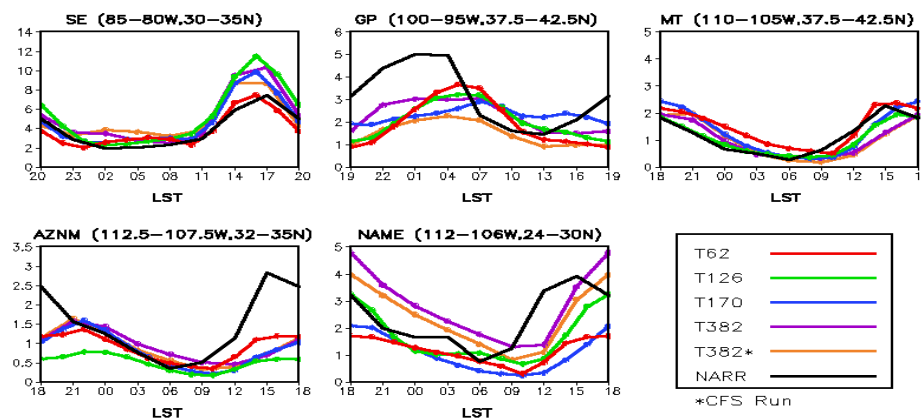 SE (85-80W,30-35N)
14
12
10
8
6
4
2
0
20 23 02 05 08 11 14 17 20
LST
GP (100-95W,37.5-42.5N)
6
5
4
3
2
1
0
19 22 01 04 07 10 13 16 19
LST
MT (110-105W,37.5-42.5N)
5
4
3
2
1
0
18 21 00 03 06 09 12 15 1
LST
AZNM (112.5-107.5W,32-35N)
3.5
3
2.5
2
1.5
1
0.5
0
18 21 00 03 06 09 12 15 18
LST
NAME (112-106W,24-30N)
5
4
3
2
1
0
18 21 00 03 06 09 12 15 18
LST
T62
T126
T170
T382
T382*
NARR
*CFS Run